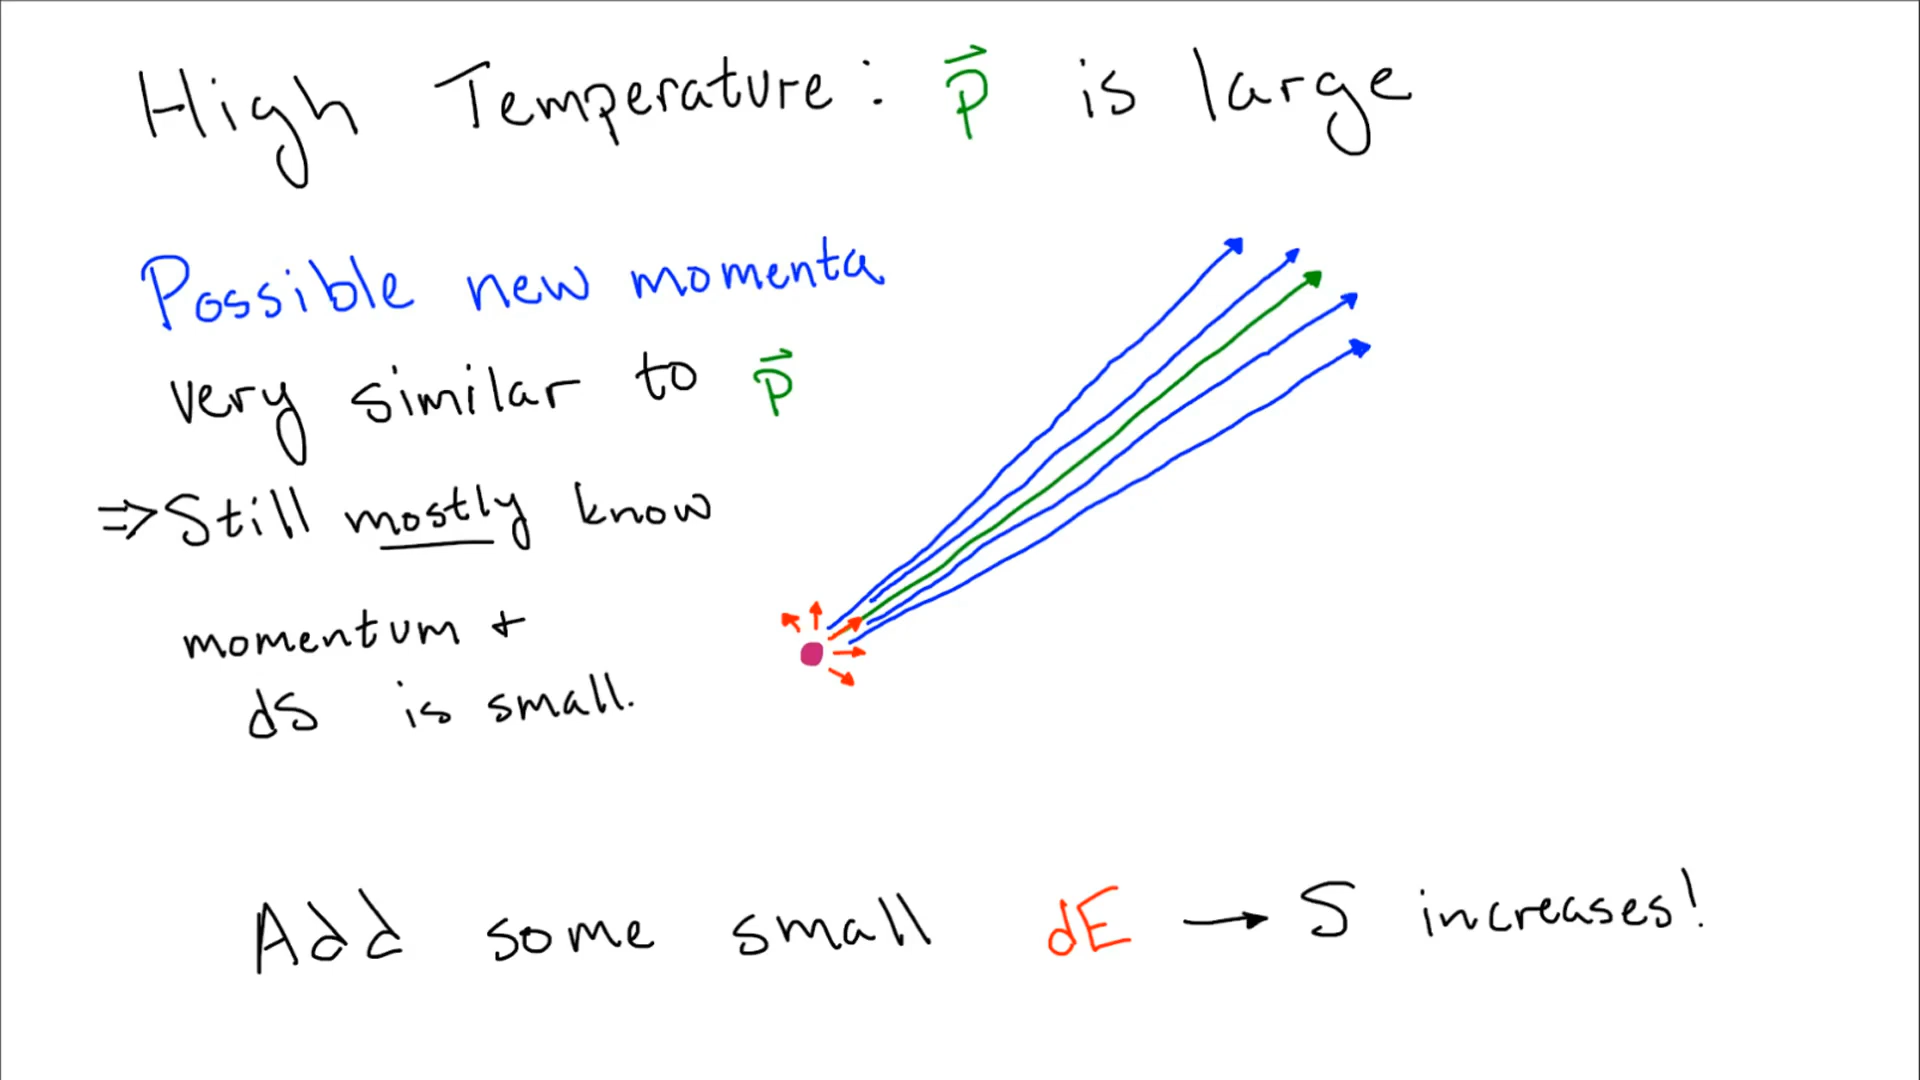 High Temperature: p⃗ is large
Possible new momenta
very similar to p⃗
⇒ Still mostly know
momentum +
dS is small.
Add some small dE → S increases!